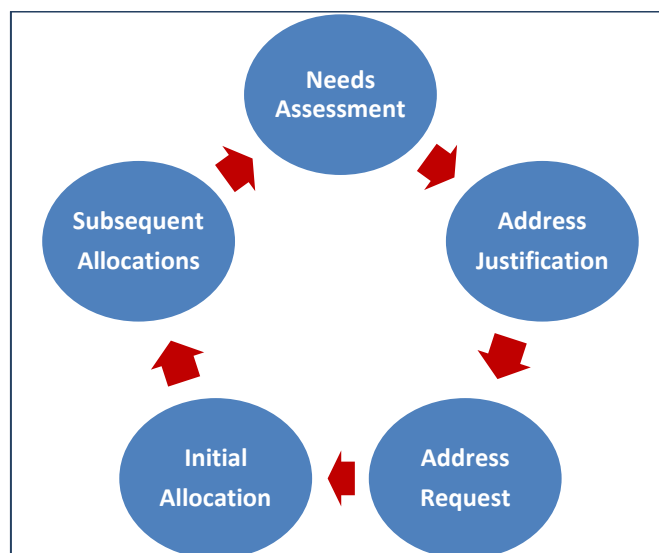 Needs
Assessment
Address
Justification
Address
Request
Initial
Allocation
Subsequent
Allocations